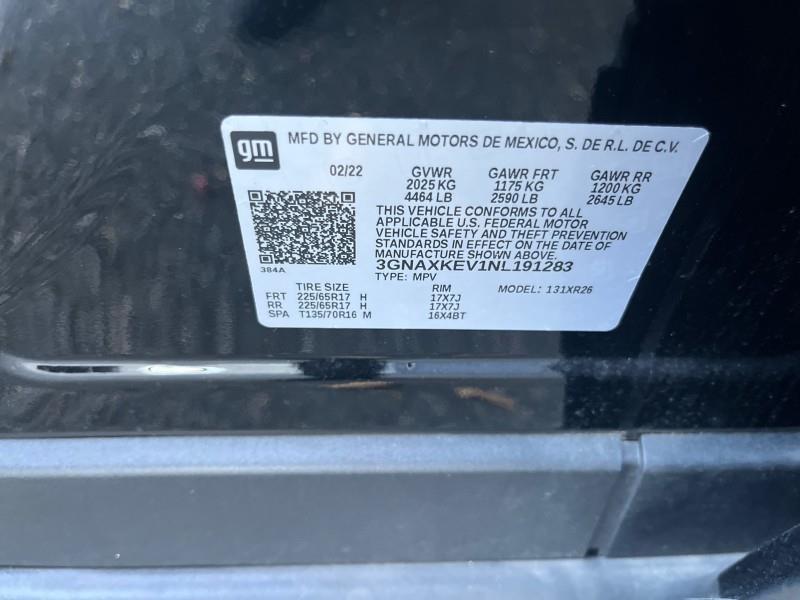 gm MFD BY GENERAL MOTORS DE MEXICO, S. DE R.L. DE C.V.
02/22 GVWR GAWR FRT GAWR RR
2025 KG 1175 KG 1200 KG
4464 LB 2590 LB 2645 LB
THIS VEHICLE CONFORMS TO ALL
APPLICABLE U.S. FEDERAL MOTOR
VEHICLE SAFETY AND THEFT PREVENTION
STANDARDS IN EFFECT ON THE DATE OF
MANUFACTURE SHOWN ABOVE.
3GNAXKEV1NL191283
384A TYPE: MPV
TIRE SIZE RIM MODEL: 131XR26
FRT 225/65R17 H 17X7J
RR 225/65R17 H 17X7J
SPA T135/70R16 M 16X4BT